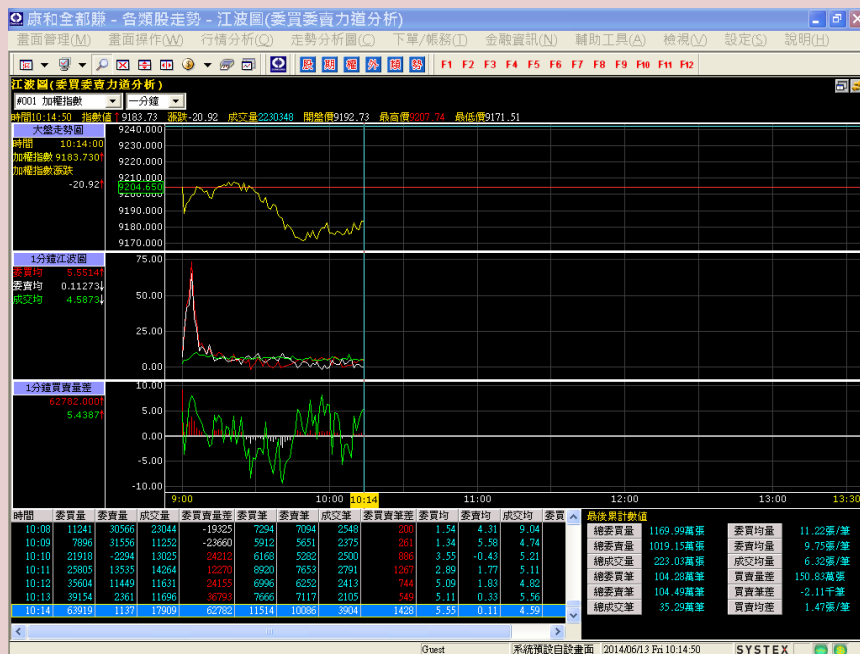 康和全都賺 - 各類股走勢 - 江波圖(委買委賣力道分析)
畫面管理(M) 畫面操作(W) 行情分析(Q) 走勢分析圖(C) 下單/帳務(T) 金融資訊(N) 輔助工具(A) 檢視(V) 設定(S) 說明(H)
股 期 權 外 選 勢 F1 F2 F3 F4 F5 F6 F7 F8 F9 F10 F11 F12
江波圖(委買委賣力道分析)
#001 加權指數 一分鐘
時間10:14:50 指數值↑9183.73 漲跌-20.92 成交量2230348 開盤價9192.73 最高價9207.74 最低價9171.51
大盤走勢圖
時間 10:14:00
加權指數 9183.730↑
加權指數漲跌
-20.92↑
9240.000
9230.000
9220.000
9210.000
9204.650
9200.000
9190.000
9180.000
9170.000
1分鐘江波圖
委買均 5.5514↑
委賣均 0.11273↓
成交均 4.5873↓
75.00
50.00
25.00
0.00
1分鐘買賣量差
62782.000↑
5.4387↑
10.00
5.00
0.00
-5.00
-10.00
9:00 10:00 10:14 11:00 12:00 13:00 13:30
時間 委買量 委賣量 成交量 委買賣量差 委買筆 委賣筆 成交筆 委買賣筆差 委買均 委賣均 成交均 委買
10:08 11241 30566 23044 -19325 7294 7094 2548 200 1.54 4.31 9.04
10:09 7896 31556 11252 -23660 5912 5651 2375 261 1.34 5.58 4.74
10:10 21918 -2294 13025 24212 6168 5282 2500 886 3.55 -0.43 5.21
10:11 25805 13535 14264 12270 8920 7653 2791 1267 2.89 1.77 5.11
10:12 35604 11449 11631 24155 6996 6252 2413 744 5.09 1.83 4.82
10:13 39154 2361 11696 36793 7666 7117 2105 549 5.11 0.33 5.56
10:14 63919 1137 17909 62782 11514 10086 3904 1428 5.55 0.11 4.59
最後累計數值
總委買量 1169.99萬張 委買均量 11.22張/筆
總委賣量 1019.15萬張 委賣均量 9.75張/筆
總成交量 223.03萬張 成交均量 6.32張/筆
總委買筆 104.28萬筆 買賣量差 150.83萬張
總委賣筆 104.49萬筆 買賣筆差 -2.11千筆
總成交筆 35.29萬筆 買賣均差 1.47張/筆
Guest 系統預設自設畫面 2014/06/13 Fri 10:14:50 SYSTEX